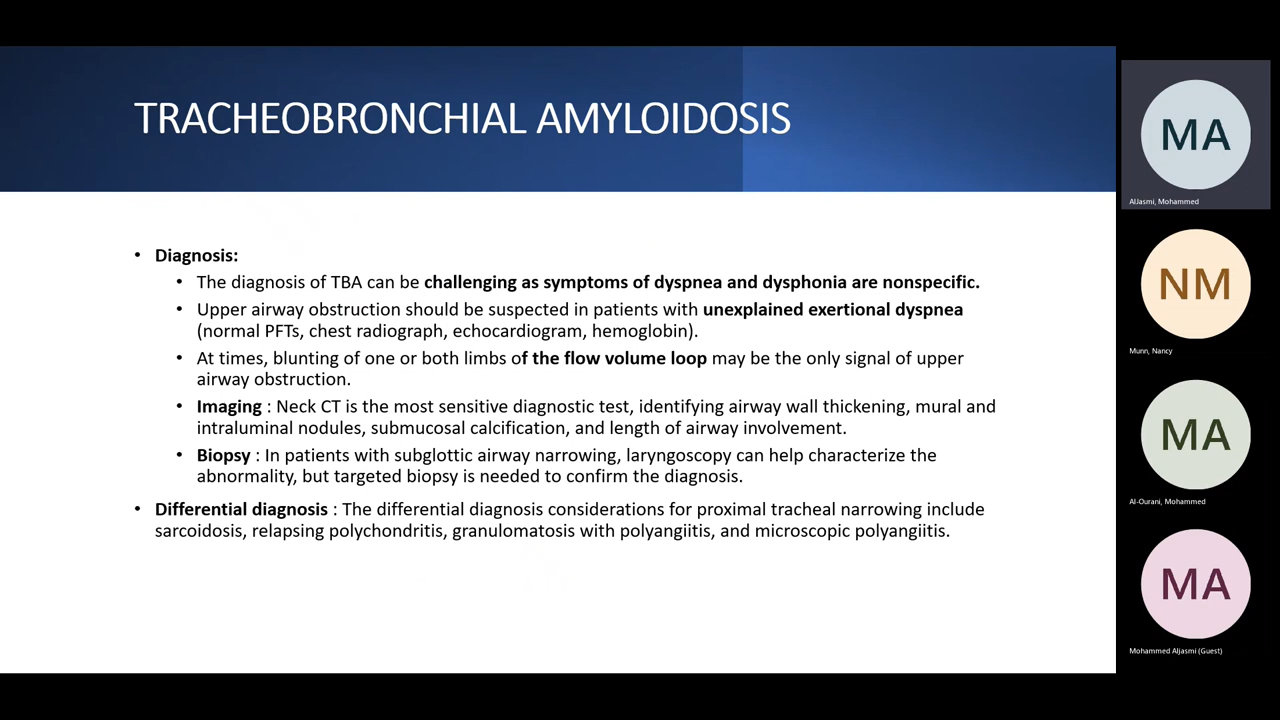 TRACHEOBRONCHIAL AMYLOIDOSIS
• Diagnosis:
• The diagnosis of TBA can be challenging as symptoms of dyspnea and dysphonia are nonspecific.
• Upper airway obstruction should be suspected in patients with unexplained exertional dyspnea
(normal PFTs, chest radiograph, echocardiogram, hemoglobin).
• At times, blunting of one or both limbs of the flow volume loop may be the only signal of upper
airway obstruction.
• Imaging : Neck CT is the most sensitive diagnostic test, identifying airway wall thickening, mural and
intraluminal nodules, submucosal calcification, and length of airway involvement.
• Biopsy : In patients with subglottic airway narrowing, laryngoscopy can help characterize the
abnormality, but targeted biopsy is needed to confirm the diagnosis.
• Differential diagnosis : The differential diagnosis considerations for proximal tracheal narrowing include
sarcoidosis, relapsing polychondritis, granulomatosis with polyangiitis, and microscopic polyangiitis.
MA
AlJasmi, Mohammed
NM
Munn, Nancy
MA
Al-Ourani, Mohammed
MA
Mohammed Aljasmi (Guest)